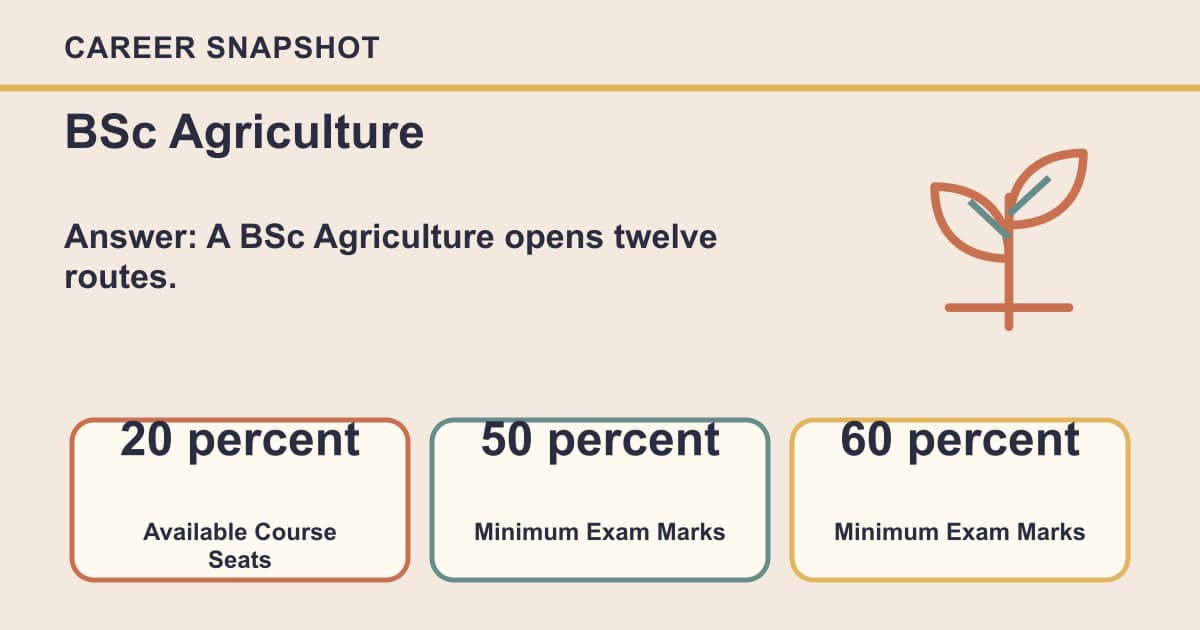 CAREER SNAPSHOT
BSc Agriculture
Answer: A BSc Agriculture opens twelve
routes.
20 percent
Available Course
Seats
50 percent
Minimum Exam Marks
60 percent
Minimum Exam Marks